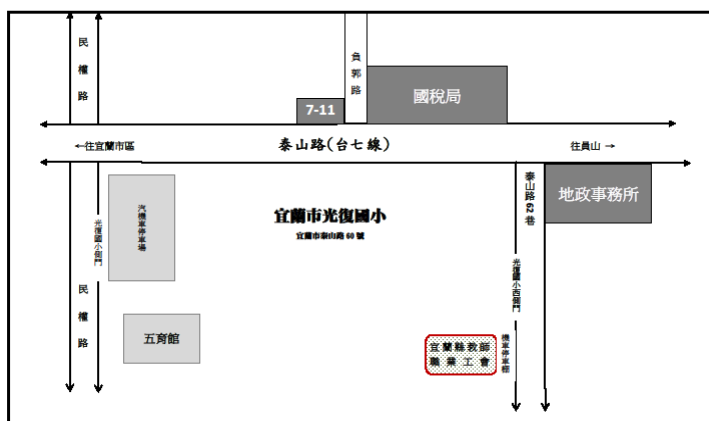 民權路
負郭路
7-11
國稅局
←往宜蘭市區
泰山路(台七線)
往員山 →
汽機車停車場
光復國小側門
宜蘭市光復國小
宜蘭市泰山路 60 號
泰山路62巷
地政事務所
光復國小西側門
民權路
五育館
宜蘭縣教師
職業工會
機車停車棚